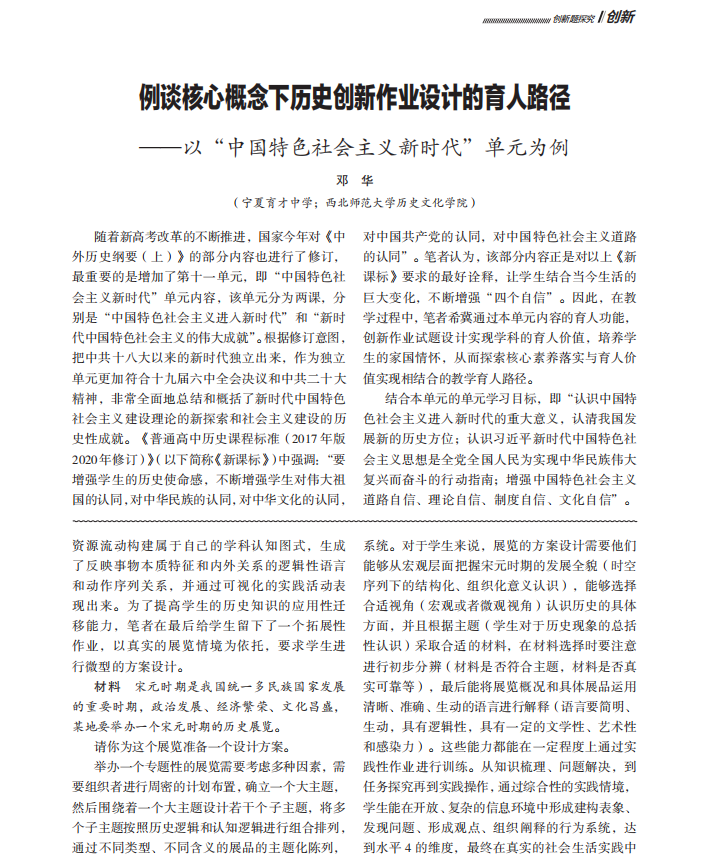 创新题探究 创新
例谈核心概念下历史创新作业设计的育人路径
——以“中国特色社会主义新时代”单元为例
邓 华
（宁夏育才中学；西北师范大学历史文化学院）
随着新高考改革的不断推进，国家今年对《中
外历史纲要（上）》的部分内容也进行了修订，
最重要的是增加了第十一单元，即“中国特色社
会主义新时代”单元内容，该单元分为两课，分
别是“中国特色社会主义进入新时代”和“新时
代中国特色社会主义的伟大成就”。根据修订意图，
把中共十八大以来的新时代独立出来，作为独立
单元更加符合十九届六中全会决议和中共二十大
精神，非常全面地总结和概括了新时代中国特色
社会主义建设理论的新探索和社会主义建设的历
史性成就。《普通高中历史课程标准（2017年版
2020年修订）》（以下简称《新课标》）中强调：“要
增强学生的历史使命感，不断增强学生对伟大祖
国的认同，对中华民族的认同，对中华文化的认同，
对中国共产党的认同，对中国特色社会主义道路
的认同”。笔者认为，该部分内容正是对以上《新
课标》要求的最好诠释，让学生结合当今生活的
巨大变化，不断增强“四个自信”。因此，在教
学过程中，笔者希冀通过本单元内容的育人功能，
创新作业试题设计实现学科的育人价值，培养学
生的家国情怀，从而探索核心素养落实与育人价
值实现相结合的教学育人路径。
结合本单元的单元学习目标，即“认识中国特
色社会主义进入新时代的重大意义，认清我国发
展新的历史方位；认识习近平新时代中国特色社
会主义思想是全党全国人民为实现中华民族伟大
复兴而奋斗的行动指南；增强中国特色社会主义
道路自信、理论自信、制度自信、文化自信”。
资源流动构建属于自己的学科认知图式，生成
了反映事物本质特征和内外关系的逻辑性语言
和动作序列关系，并通过可视化的实践活动表
现出来。为了提高学生的历史知识的应用性迁
移能力，笔者在最后给学生留下了一个拓展性
作业，以真实的展览情境为依托，要求学生进
行微型的方案设计。
材料 宋元时期是我国统一多民族国家发展
的重要时期，政治发展、经济繁荣、文化昌盛，
某地要举办一个宋元时期的历史展览。
请你为这个展览准备一个设计方案。
举办一个专题性的展览需要考虑多种因素，需
要组织者进行周密的计划布置，确立一个大主题，
然后围绕着一个大主题设计若干个子主题，将多
个子主题按照历史逻辑和认知逻辑进行组合排列，
通过不同类型、不同含义的展品的主题化陈列，
系统。对于学生来说，展览的方案设计需要他们
能够从宏观层面把握宋元时期的发展全貌（时空
序列下的结构化、组织化意义认识），能够选择
合适视角（宏观或者微观视角）认识历史的具体
方面，并且根据主题（学生对于历史现象的总括
性认识）采取合适的材料，在材料选择时要注意
进行初步分辨（材料是否符合主题，材料是否真
实可靠等），最后能将展览概况和具体展品运用
清晰、准确、生动的语言进行解释（语言要简明、
生动，具有逻辑性，具有一定的文学性、艺术性
和感染力）。这些能力都能在一定程度上通过实
践性作业进行训练。从知识梳理、问题解决，到
任务探究再到实践操作，通过综合性的实践情境，
学生能在开放、复杂的信息环境中形成建构表象、
发现问题、形成观点、组织阐释的行为系统，达
到水平4的维度，最终在真实的社会生活实践中